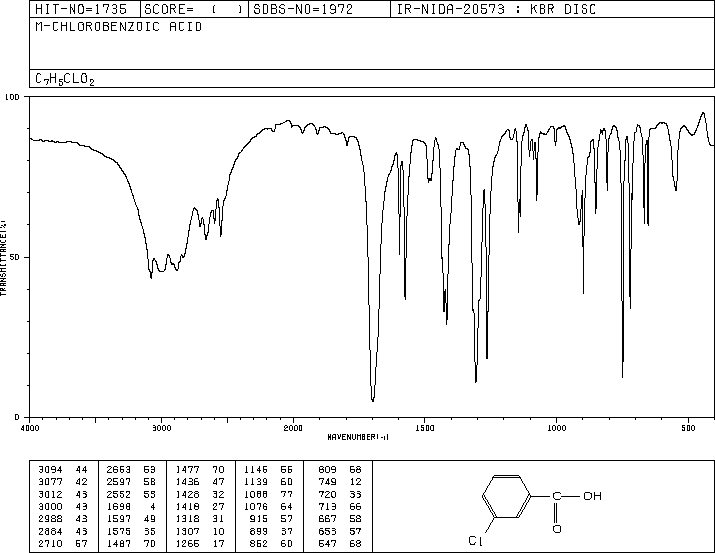 HIT-NO=1735 SCORE= ( ) SDBS-NO=1972 IR-NIDA-20573 : KBR DISC
M-CHLOROBENZOIC ACID
C7H5CLO2
100
50
0
TRANSMITTANCE(%)
4000 3000 2000 1500 1000 500
WAVENUMBER(-1)
3094 44 2663 53 1477 70 1145 56 809 68
3077 42 2597 58 1436 47 1139 60 749 12
3012 43 2552 55 1428 32 1088 77 720 33
3000 43 1698 4 1418 27 1076 64 713 66
2988 43 1597 49 1318 31 915 57 667 58
2884 43 1575 35 1307 10 899 37 653 57
2710 57 1487 70 1265 17 852 60 547 68
C OH
O
Cl